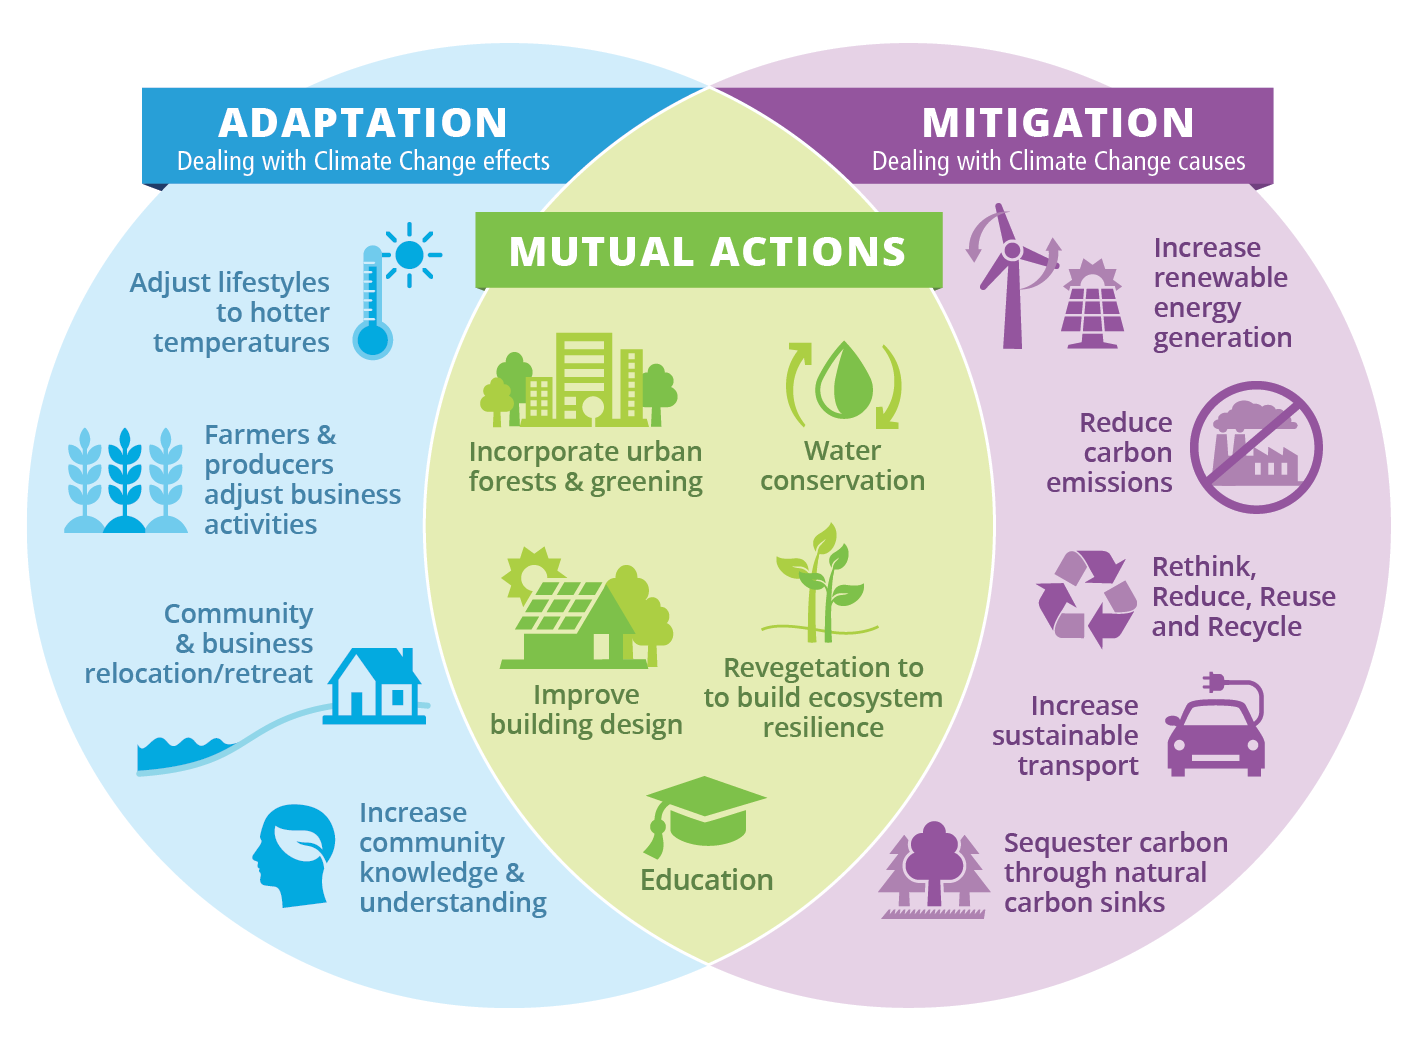 ADAPTATION
Dealing with Climate Change effects
MITIGATION
Dealing with Climate Change causes
MUTUAL ACTIONS
Adjust lifestyles
to hotter
temperatures
Farmers &
producers
adjust business
activities
Community
& business
relocation/retreat
Increase
community
knowledge &
understanding
Incorporate urban
forests & greening
Water
conservation
Improve
building design
Revegetation to
to build ecosystem
resilience
Education
Increase
renewable
energy
generation
Reduce
carbon
emissions
Rethink,
Reduce, Reuse
and Recycle
Increase
sustainable
transport
Sequester carbon
through natural
carbon sinks